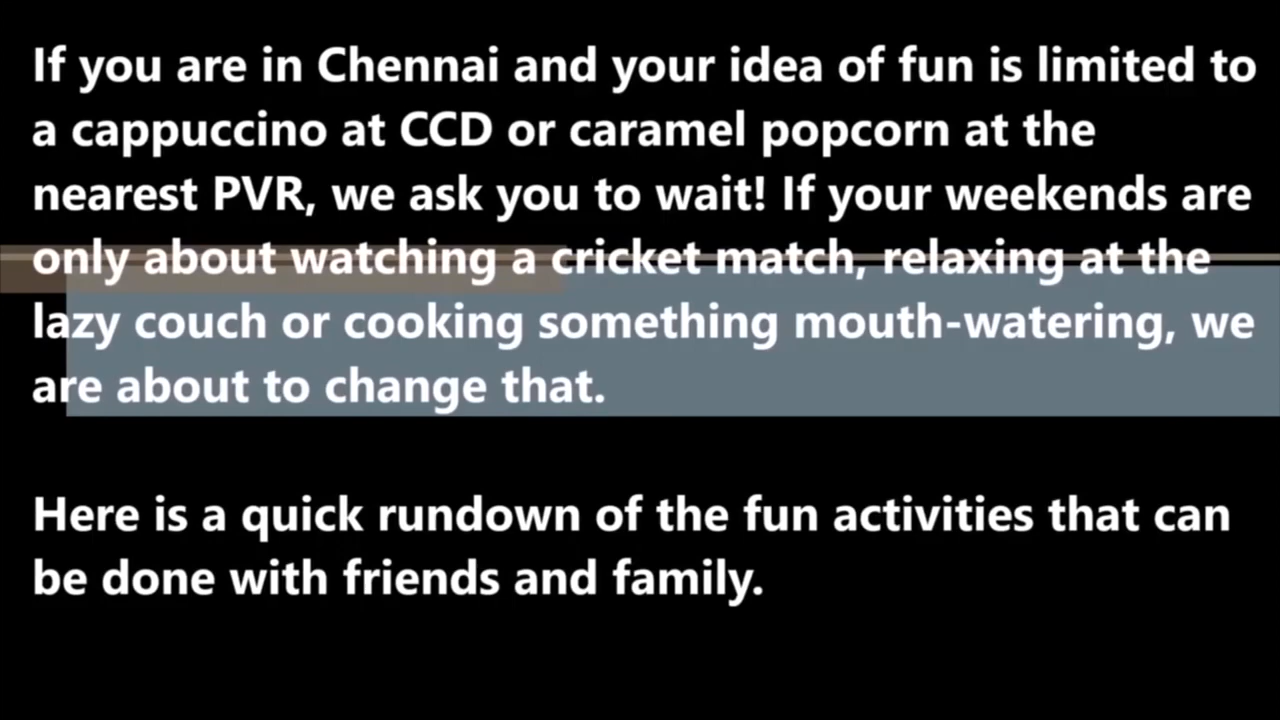 If you are in Chennai and your idea of fun is limited to
a cappuccino at CCD or caramel popcorn at the
nearest PVR, we ask you to wait! If your weekends are
only about watching a cricket match, relaxing at the
lazy couch or cooking something mouth-watering, we
are about to change that.
Here is a quick rundown of the fun activities that can
be done with friends and family.